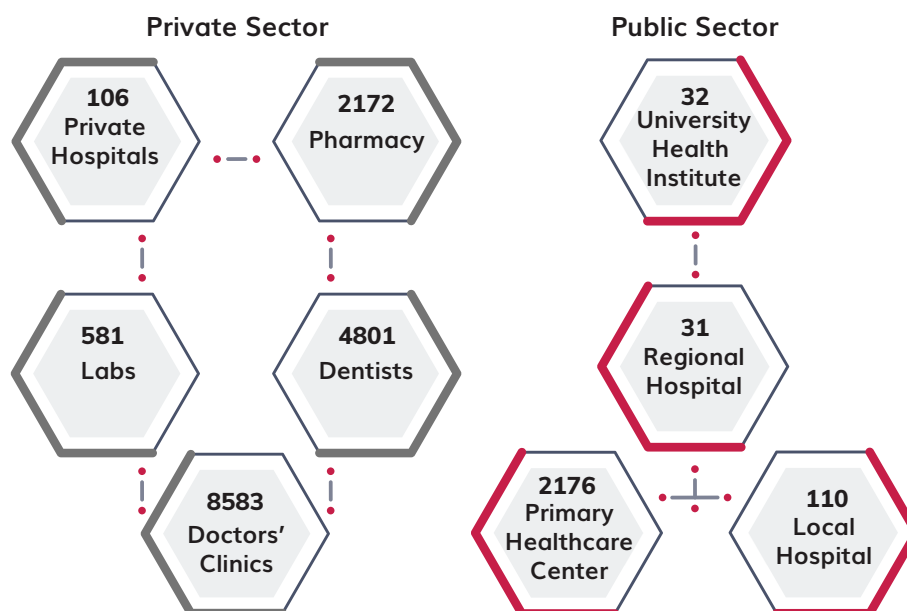 Private Sector
106
Private
Hospitals
2172
Pharmacy
581
Labs
4801
Dentists
8583
Doctors’
Clinics
Public Sector
32
University
Health
Institute
31
Regional
Hospital
2176
Primary
Healthcare
Center
110
Local
Hospital